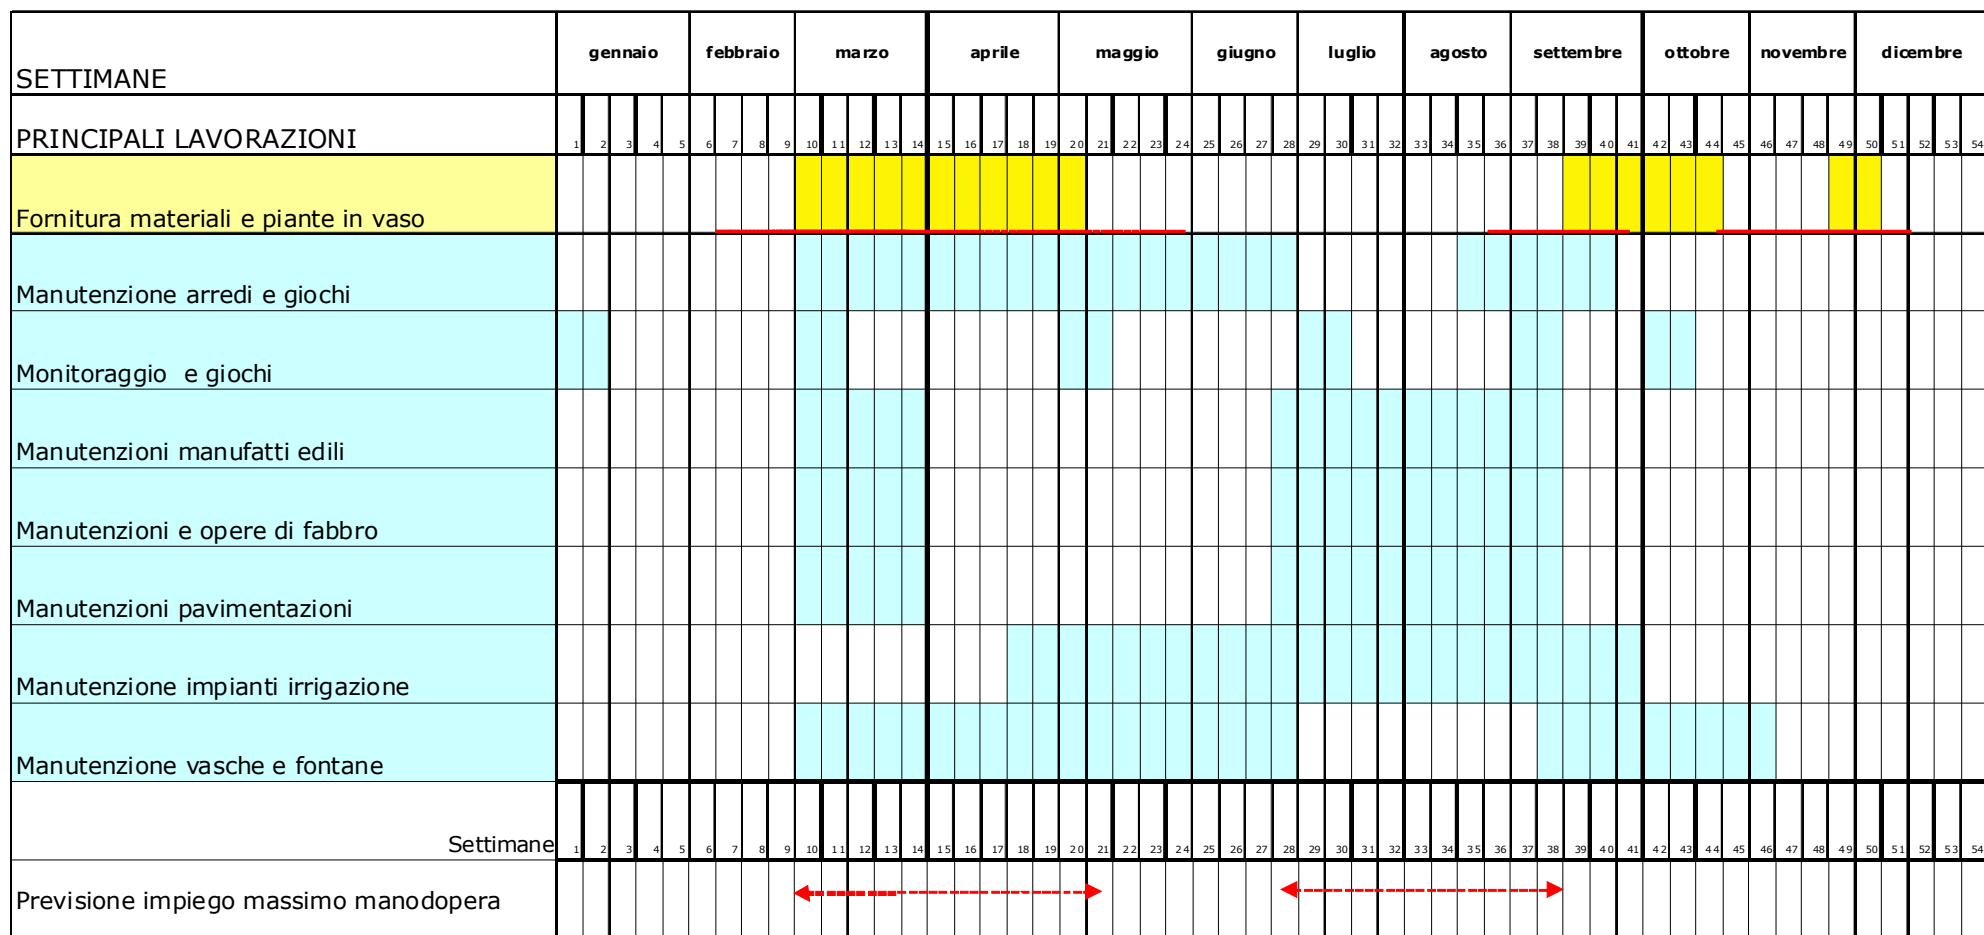 SETTIMANE gennaio febbraio marzo aprile maggio giugno luglio agosto settembre ottobre novembre dicembre
PRINCIPALI LAVORAZIONI 1 2 3 4 5 6 7 8 9 10 11 12 13 14 15 16 17 18 19 20 21 22 23 24 25 26 27 28 29 30 31 32 33 34 35 36 37 38 39 40 41 42 43 44 45 46 47 48 49 50 51 52 53 54
Fornitura materiali e piante in vaso
Manutenzione arredi e giochi
Monitoraggio e giochi
Manutenzioni manufatti edili
Manutenzioni e opere di fabbro
Manutenzioni pavimentazioni
Manutenzione impianti irrigazione
Manutenzione vasche e fontane
Settimane 1 2 3 4 5 6 7 8 9 10 11 12 13 14 15 16 17 18 19 20 21 22 23 24 25 26 27 28 29 30 31 32 33 34 35 36 37 38 39 40 41 42 43 44 45 46 47 48 49 50 51 52 53 54
Previsione impiego massimo manodopera